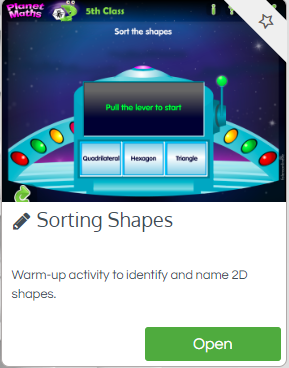 Planet
Maths
5th Class
Sort the shapes
Pull the lever to start
Quadrilateral
Hexagon
Triangle
Sorting Shapes
Warm-up activity to identify and name 2D
shapes.
Open